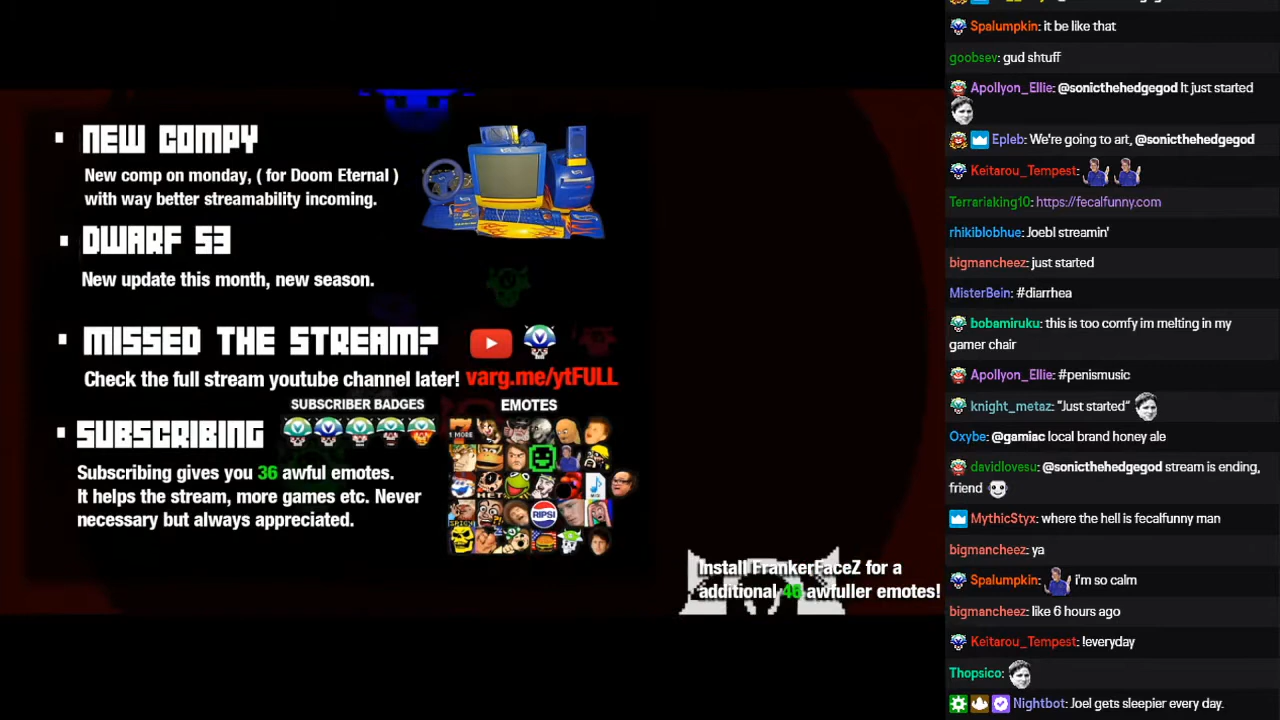 NEW COMPY
New comp on monday, ( for Doom Eternal )
with way better streamability incoming.
DWARF S3
New update this month, new season.
MISSED THE STREAM?
Check the full stream youtube channel later! varg.me/ytFULL
SUBSCRIBER BADGES
EMOTES
SUBSCRIBING
Subscribing gives you 36 awful emotes.
It helps the stream, more games etc. Never
necessary but always appreciated.
1 MORE
HET
MID
RIPSI
SPICY
Install FrankerFaceZ for a
additional awfuller emotes!
Spalumpkin: it be like that
goobsev: gud shtuff
Apollyon_Ellie: @sonicthehedgegod It just started
Epleb: We're going to art, @sonicthehedgegod
Keitarou_Tempest:
Terrariaking10: https://fecalfunny.com
rhikiblobhue: Joebl streamin'
bigmancheez: just started
MisterBein: #diarrhea
bobamiruku: this is too comfy im melting in my
gamer chair
Apollyon_Ellie: #penismusic
knight_metaz: "Just started"
Oxybe: @gamiac local brand honey ale
davidlovesu: @sonicthehedgegod stream is ending,
friend
MythicStyx: where the hell is fecalfunny man
bigmancheez: ya
Spalumpkin: i'm so calm
bigmancheez: like 6 hours ago
Keitarou_Tempest: !everyday
Thopsico:
Nightbot: Joel gets sleepier every day.